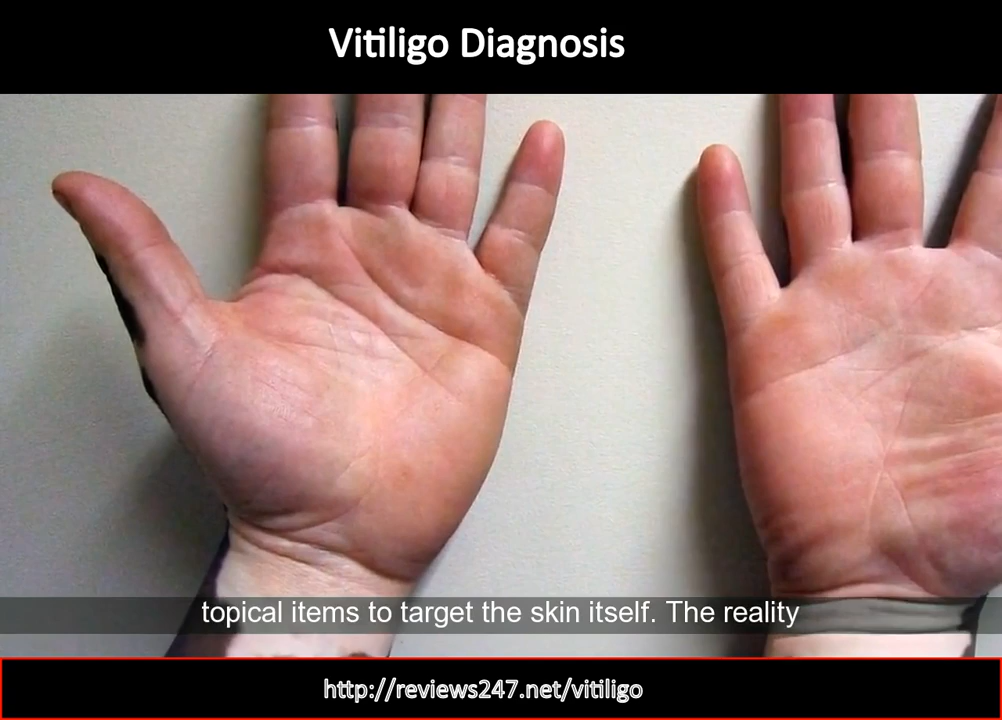 Vitiligo Diagnosis
topical items to target the skin itself. The reality
http://reviews247.net/vitiligo